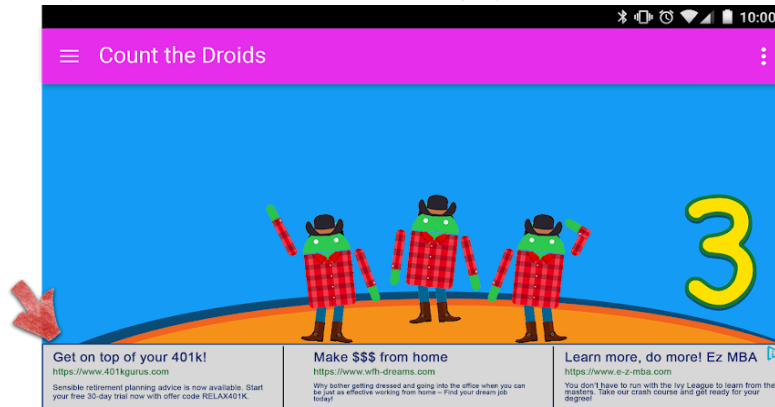 10:00
Count the Droids
3
Get on top of your 401k!
https://www.401kgurus.com
Sensible retirement planning advice is now available. Start
your free 30-day trial now with offer code RELAX401K.
Make $$$ from home
https://www.wfh-dreams.com
Why bother getting dressed and going into the office when you can
be just as effective working from home – Find your dream job
today!
Learn more, do more! Ez MBA
https://www.e-z-mba.com
You don't have to run with the Ivy League to learn from the
masters. Take our crash course and get ready for your
degree!